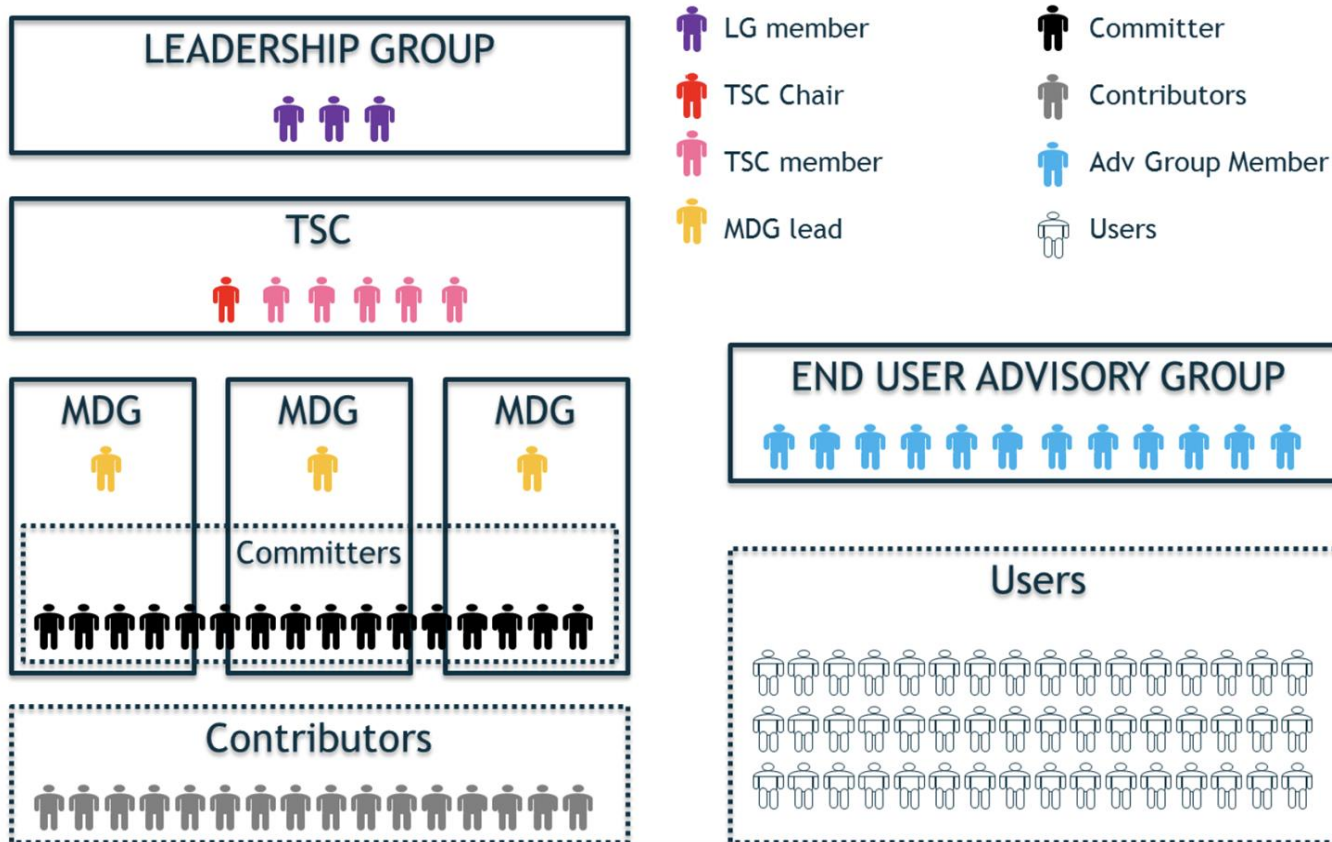 LEADERSHIP GROUP
TSC
MDG
MDG
MDG
Committers
Contributors
LG member
TSC Chair
TSC member
MDG lead
Committer
Contributors
Adv Group Member
Users
END USER ADVISORY GROUP
Users